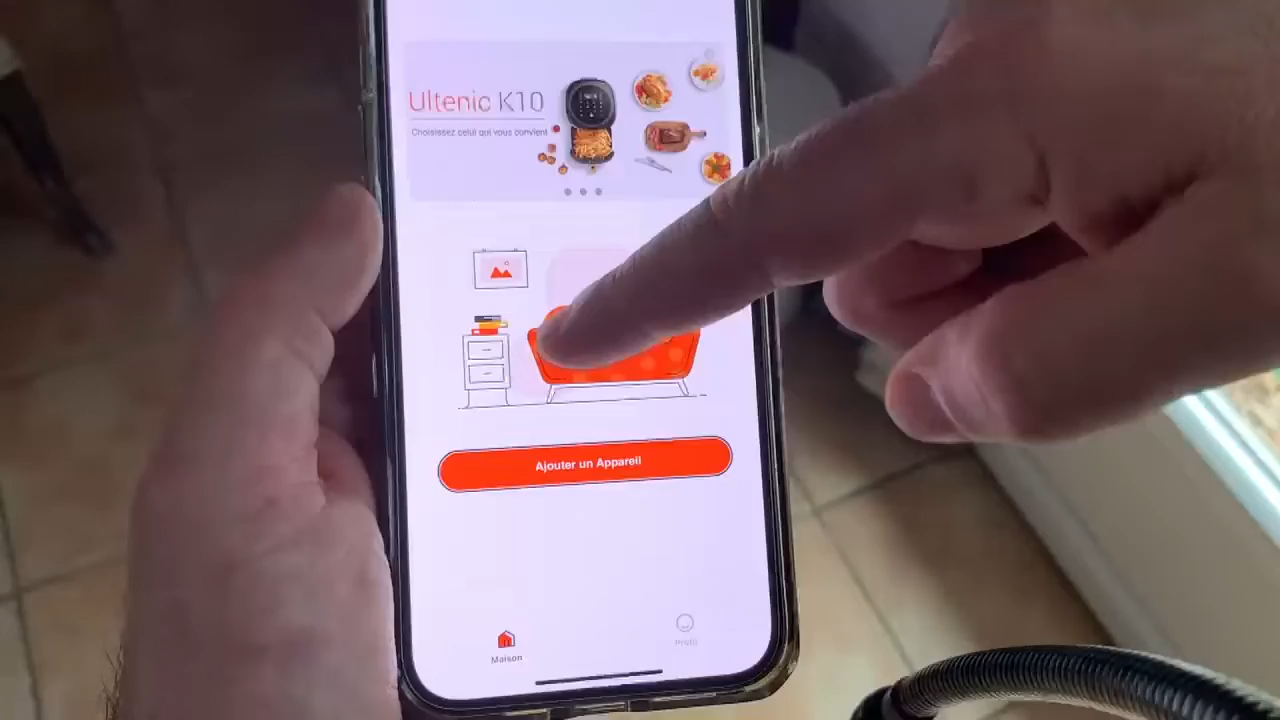 Ultenic K10
Choisissez celui qui vous convient
Ajouter un Appareil
Maison
Profil